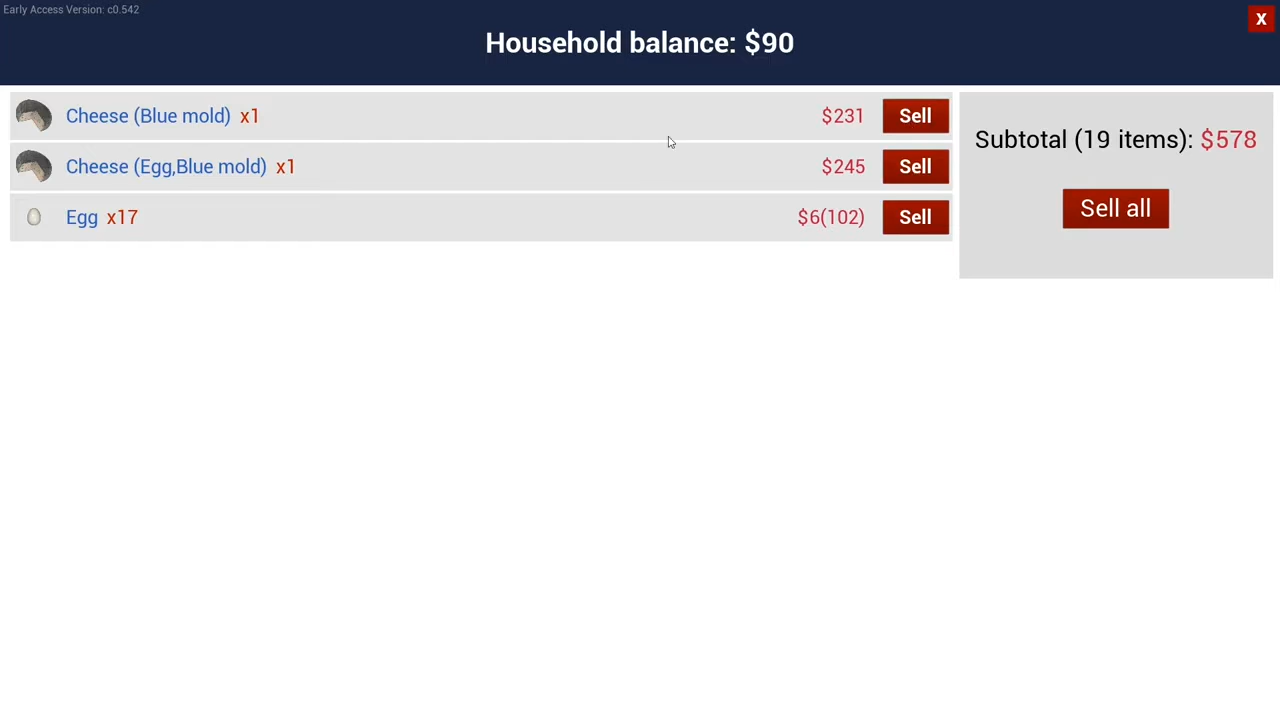 Early Access Version: c0.542
X
Household balance: $90
Cheese (Blue mold) x1 $231 Sell
Cheese (Egg,Blue mold) x1 $245 Sell
Egg x17 $6(102) Sell
Subtotal (19 items): $578
Sell all